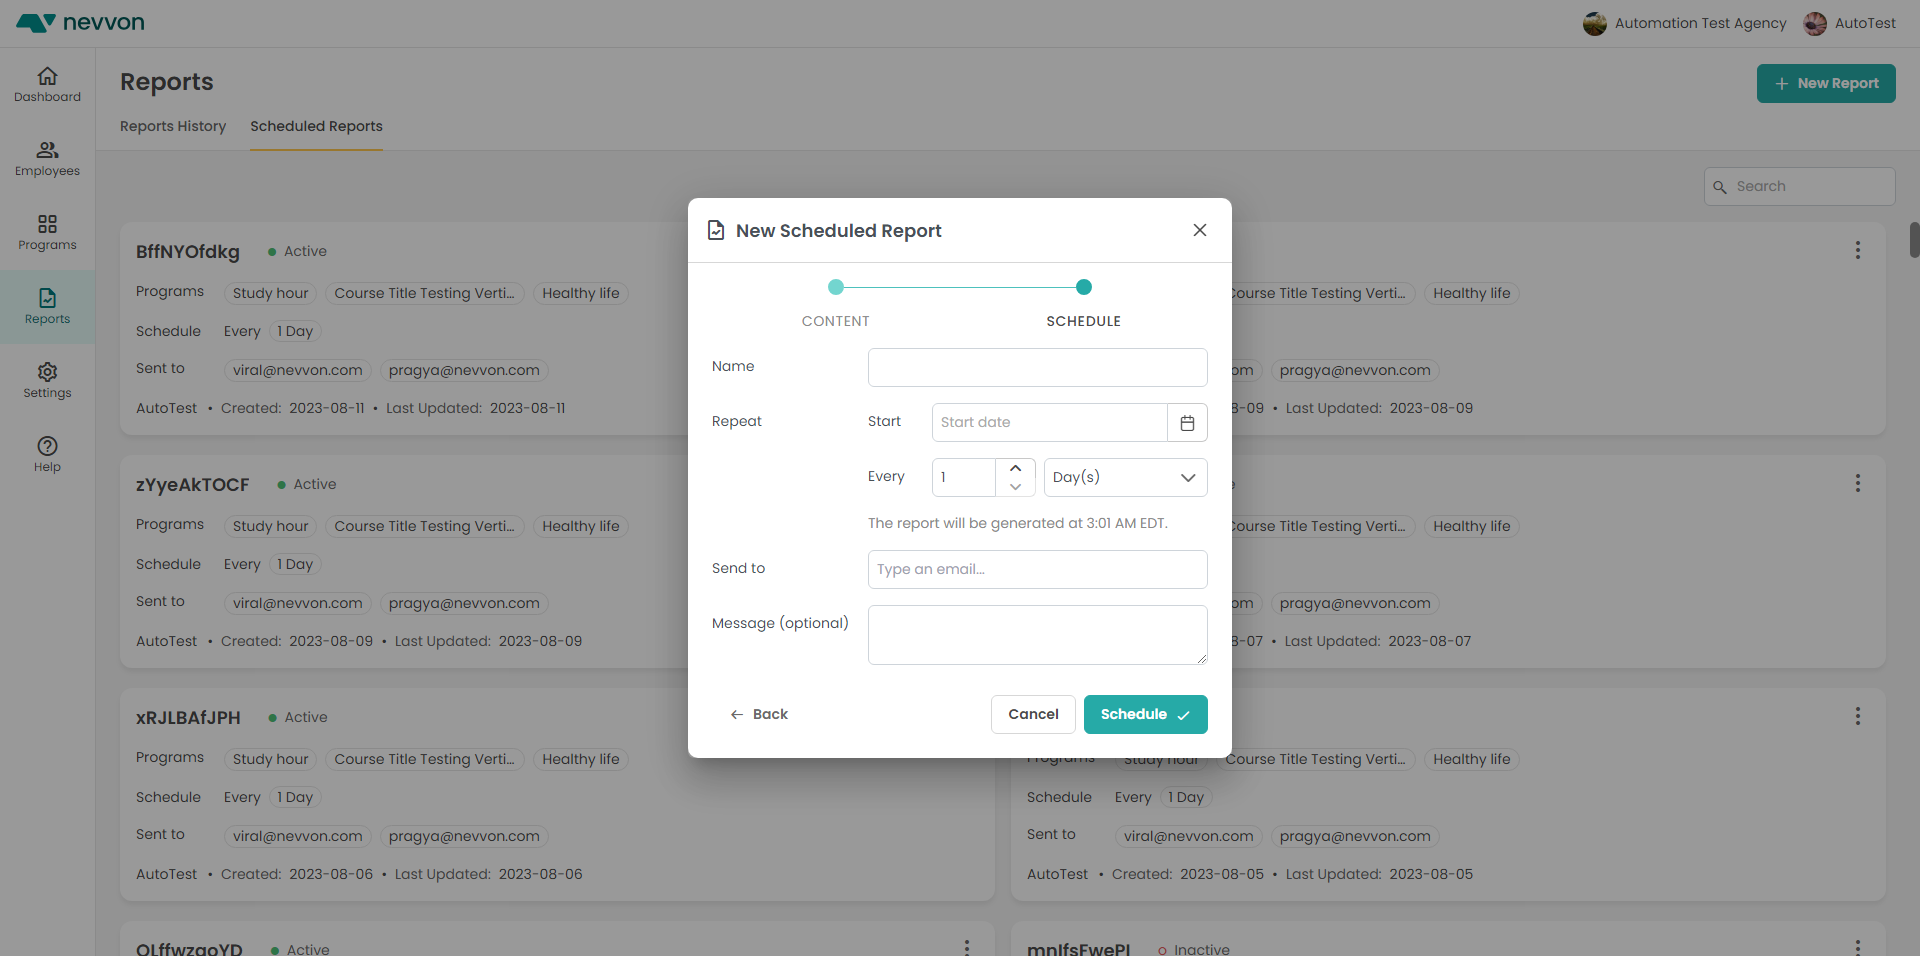 nevvon
Automation Test Agency
AutoTest
Dashboard
Employees
Programs
Reports
Settings
Help
Reports
New Report
Reports History
Scheduled Reports
Search
BffNYOfdkg
Active
Programs Study hour Course Title Testing Verti... Healthy life
Schedule Every 1 Day
Sent to viral@nevvon.com pragya@nevvon.com
AutoTest • Created: 2023-08-11 • Last Updated: 2023-08-11
Course Title Testing Verti... Healthy life
om pragya@nevvon.com
8-09 • Last Updated: 2023-08-09
zYyeAkTOCF
Active
Programs Study hour Course Title Testing Verti... Healthy life
Schedule Every 1 Day
Sent to viral@nevvon.com pragya@nevvon.com
AutoTest • Created: 2023-08-09 • Last Updated: 2023-08-09
e
Course Title Testing Verti... Healthy life
om pragya@nevvon.com
8-07 • Last Updated: 2023-08-07
New Scheduled Report
CONTENT
SCHEDULE
Name
Repeat
Start
Start date
Every
1
Day(s)
The report will be generated at 3:01 AM EDT.
Send to
Type an email...
Message (optional)
Back
Cancel
Schedule
xRJLBAfJPH
Active
Programs Study hour Course Title Testing Verti... Healthy life
Schedule Every 1 Day
Sent to viral@nevvon.com pragya@nevvon.com
AutoTest • Created: 2023-08-06 • Last Updated: 2023-08-06
Programs Study hour Course Title Testing Verti... Healthy life
Schedule Every 1 Day
Sent to viral@nevvon.com pragya@nevvon.com
AutoTest • Created: 2023-08-05 • Last Updated: 2023-08-05
Active
Inactive